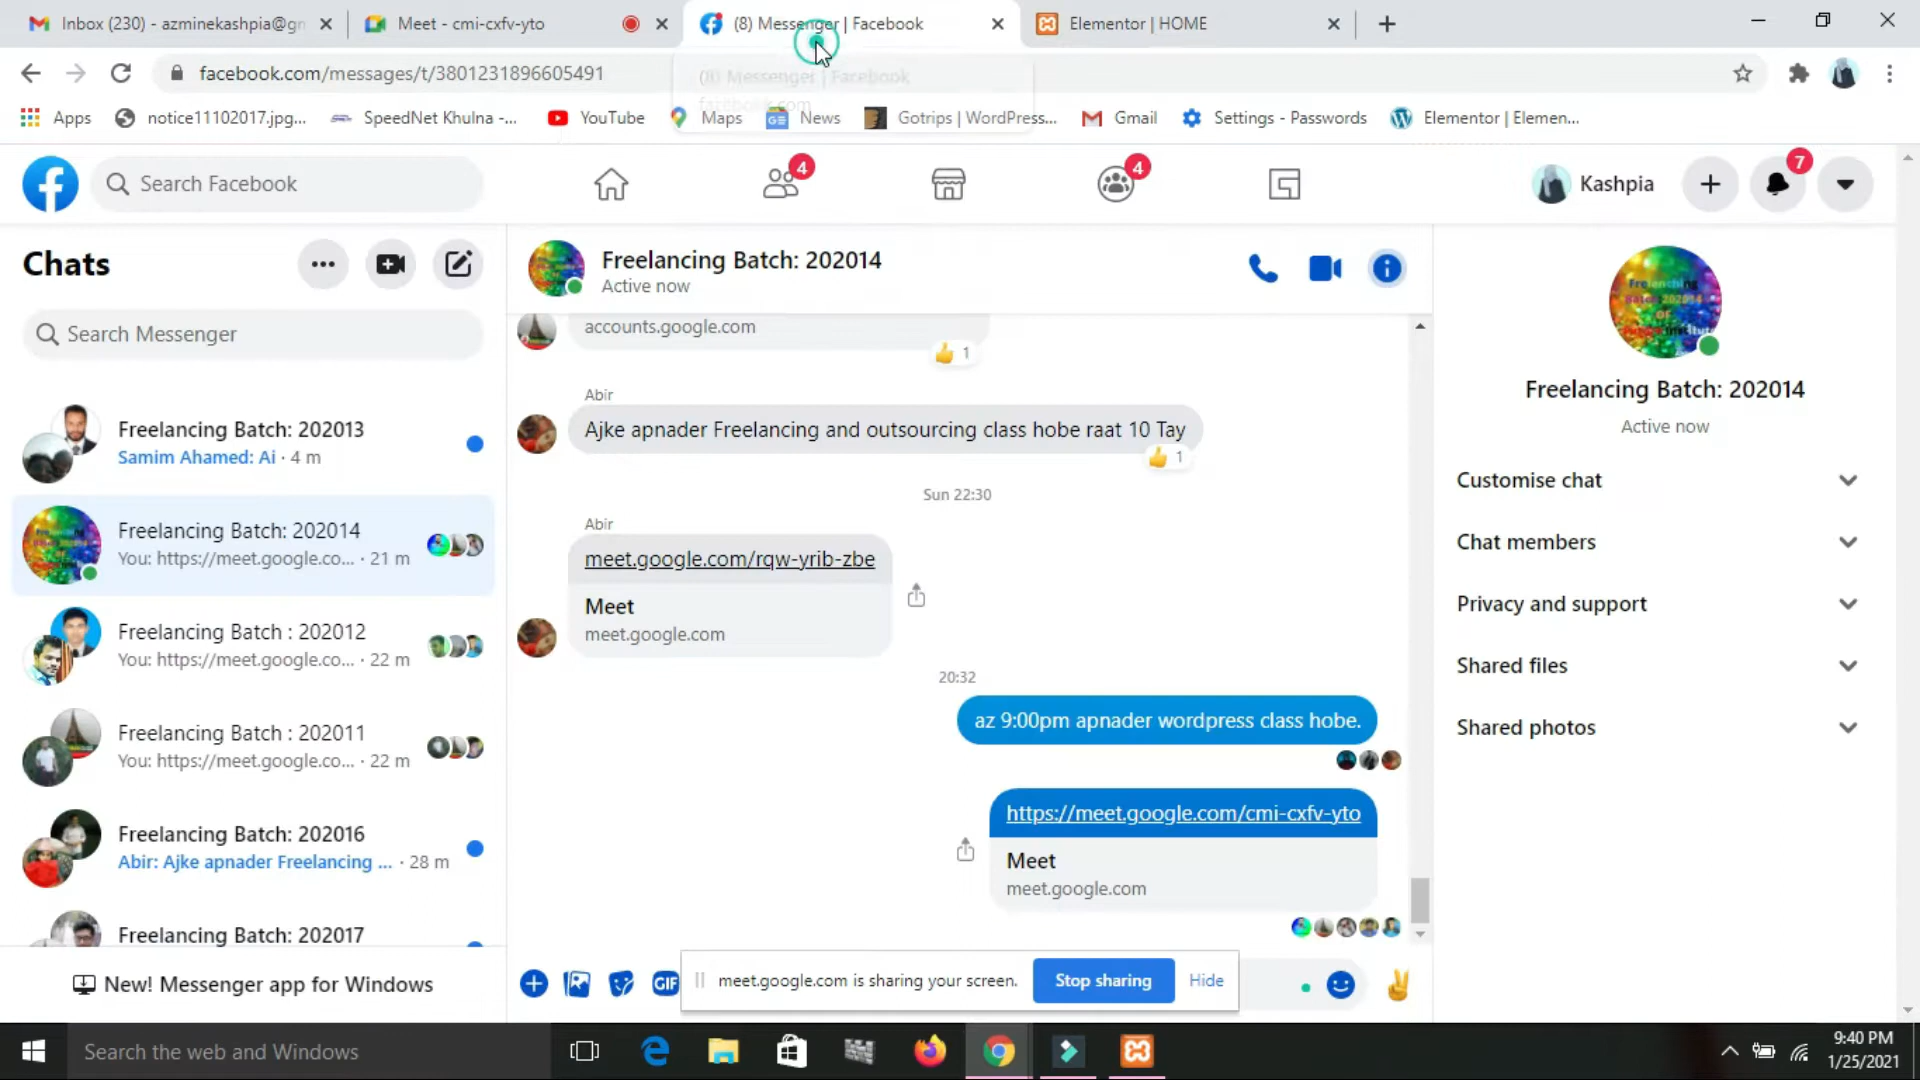 Inbox (230) - azminekashpia@gn
Meet - cmi-cxfv-yto
(8) Messenger | Facebook
Elementor | HOME
facebook.com/messages/t/3801231896605491
(8) Messenger | Facebook
facebook.com
Apps
notice11102017.jpg...
SpeedNet Khulna -...
YouTube
Maps
News
Gotrips | WordPress...
Gmail
Settings - Passwords
Elementor | Elemen...
Search Facebook
4
4
Kashpia
7
Chats
Search Messenger
Freelancing Batch: 202013
Samim Ahamed: Ai · 4 m
Freelancing Batch: 202014
You: https://meet.google.co... · 21 m
Freelancing Batch : 202012
You: https://meet.google.co... · 22 m
Freelancing Batch : 202011
You: https://meet.google.co... · 22 m
Freelancing Batch: 202016
Abir: Ajke apnader Freelancing ... · 28 m
Freelancing Batch: 202017
New! Messenger app for Windows
Freelancing Batch: 202014
Active now
accounts.google.com
1
Abir
Ajke apnader Freelancing and outsourcing class hobe raat 10 Tay
1
Sun 22:30
Abir
meet.google.com/rqw-yrib-zbe
Meet
meet.google.com
20:32
az 9:00pm apnader wordpress class hobe.
https://meet.google.com/cmi-cxfv-yto
Meet
meet.google.com
GIF
meet.google.com is sharing your screen.
Stop sharing
Hide
Freelancing Batch: 202014
Active now
Customise chat
Chat members
Privacy and support
Shared files
Shared photos
Search the web and Windows
9:40 PM
1/25/2021